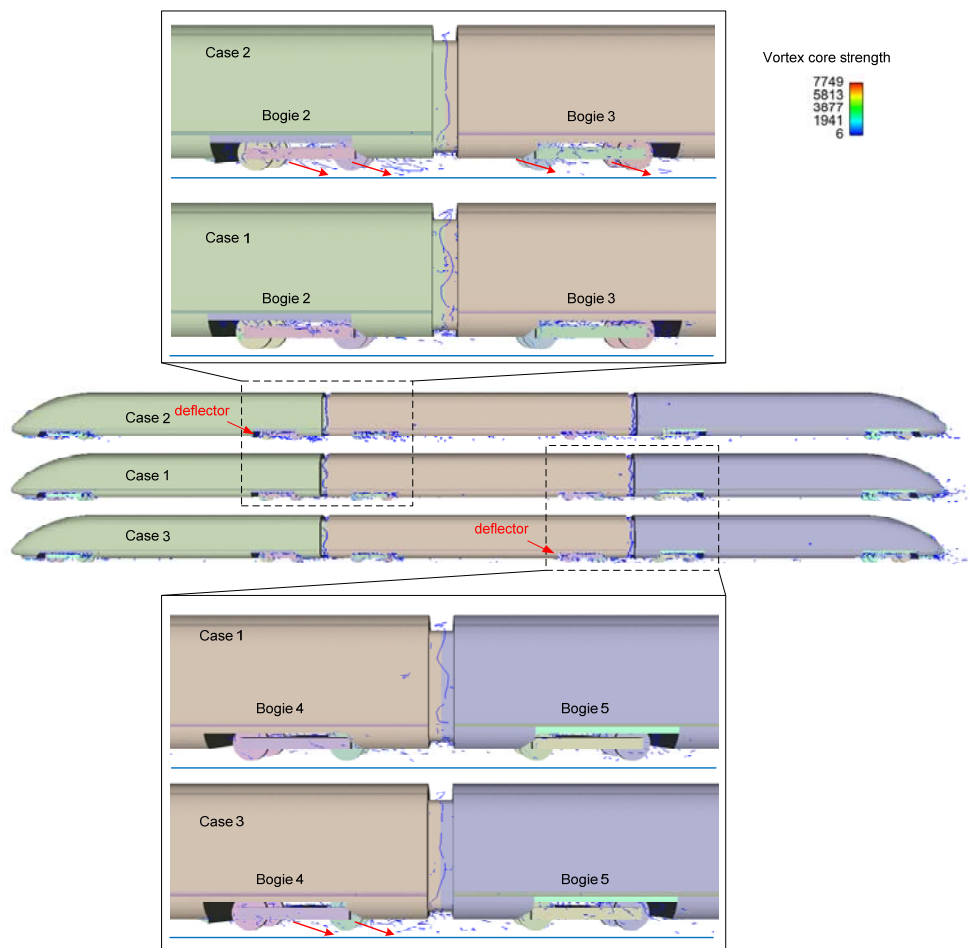 Case 2
Bogie 2
Bogie 3
Vortex core strength
7749
5813
3877
1941
6
Case 1
Bogie 2
Bogie 3
deflector
Case 2
Case 1
deflector
Case 3
Case 1
Bogie 4
Bogie 5
Case 3
Bogie 4
Bogie 5